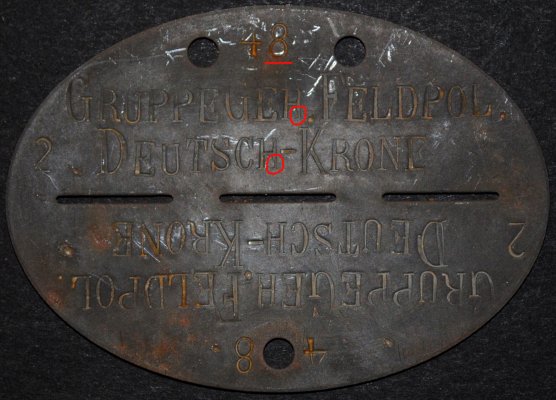 48
GRUPPEGEH.FELDPOL.
2. DEUTSCH-KRONE
2 DEUTSCH-KRONE
GRUPPEGEH.FELDPOL.
48